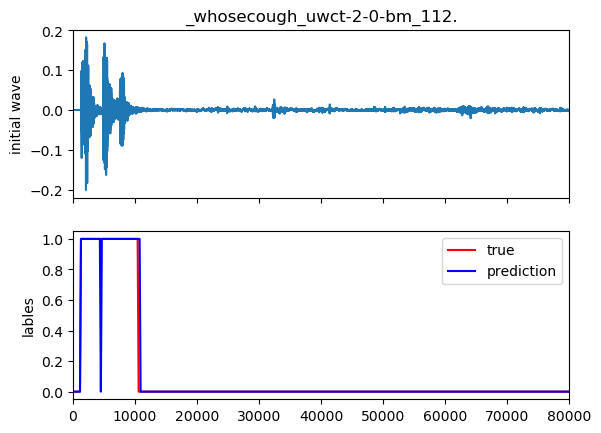 _whosecough_uwct-2-0-bm_112.
initial wave
0.2
0.1
0.0
−0.1
−0.2
lables
1.0
0.8
0.6
0.4
0.2
0.0
true
prediction
0 10000 20000 30000 40000 50000 60000 70000 80000